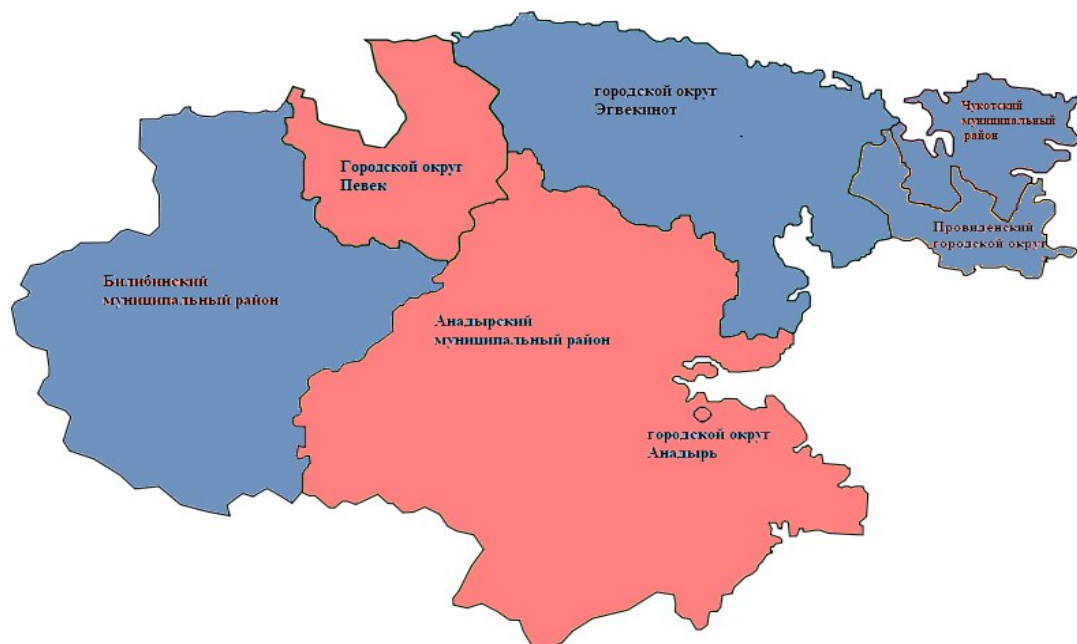 городской округ
Эгвекинот
Чукотский
муниципальный
район
Городской округ
Певек
Провиденский
городской округ
Билибинский
муниципальный район
Анадырский
муниципальный район
городской округ
Анадырь